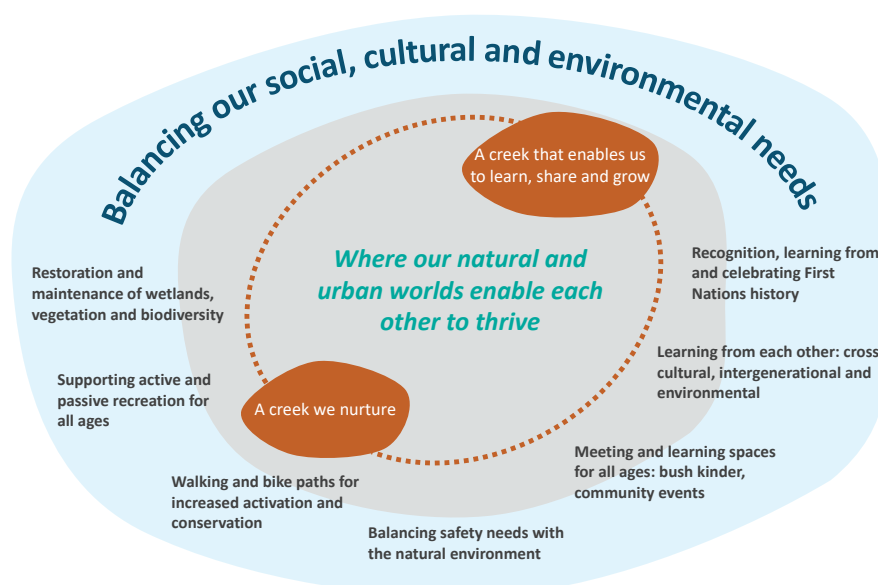 Balancing our social, cultural and environmental needs
A creek that enables us
to learn, share and grow
Where our natural and
urban worlds enable each
other to thrive
Restoration and
maintenance of wetlands,
vegetation and biodiversity
Recognition, learning from
and celebrating First
Nations history
Supporting active and
passive recreation for
all ages
Learning from each other: cross
cultural, intergenerational and
environmental
A creek we nurture
Walking and bike paths for
increased activation and
conservation
Meeting and learning spaces
for all ages: bush kinder,
community events
Balancing safety needs with
the natural environment